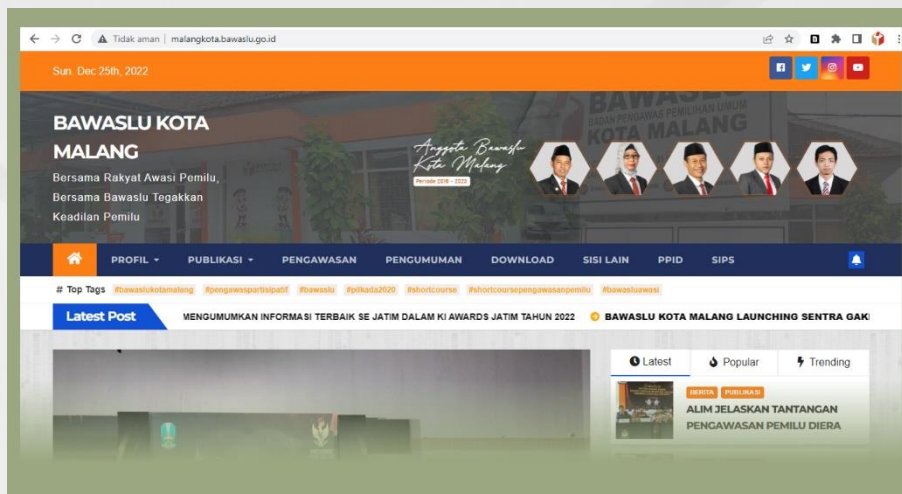 Tidak aman | malangkota.bawaslu.go.id
Sun. Dec 25th, 2022
BAWASLU KOTA
MALANG
Bersama Rakyat Awasi Pemilu,
Bersama Bawaslu Tegakkan
Keadilan Pemilu
BAWASLU
BADAN PENGAWAS PEMILIHAN UMUM
KOTA MALANG
Anggota Bawaslu
Kota Malang
Periode 2018 - 2023
PROFIL PUBLIKASI PENGAWASAN PENGUMUMAN DOWNLOAD SISI LAIN PPID SIPS
# Top Tags #bawaslukotamalang #pengawaspartisipatif #bawaslu #pilkada2020 #shortcourse #shortcoursepengawasanpemilu #bawasluawasi
Latest Post MENGUMUMKAN INFORMASI TERBAIK SE JATIM DALAM KI AWARDS JATIM TAHUN 2022 BAWASLU KOTA MALANG LAUNCHING SENTRA GAK
Latest Popular Trending
BERITA PUBLIKASI
ALIM JELASKAN TANTANGAN
PENGAWASAN PEMILU DIERA